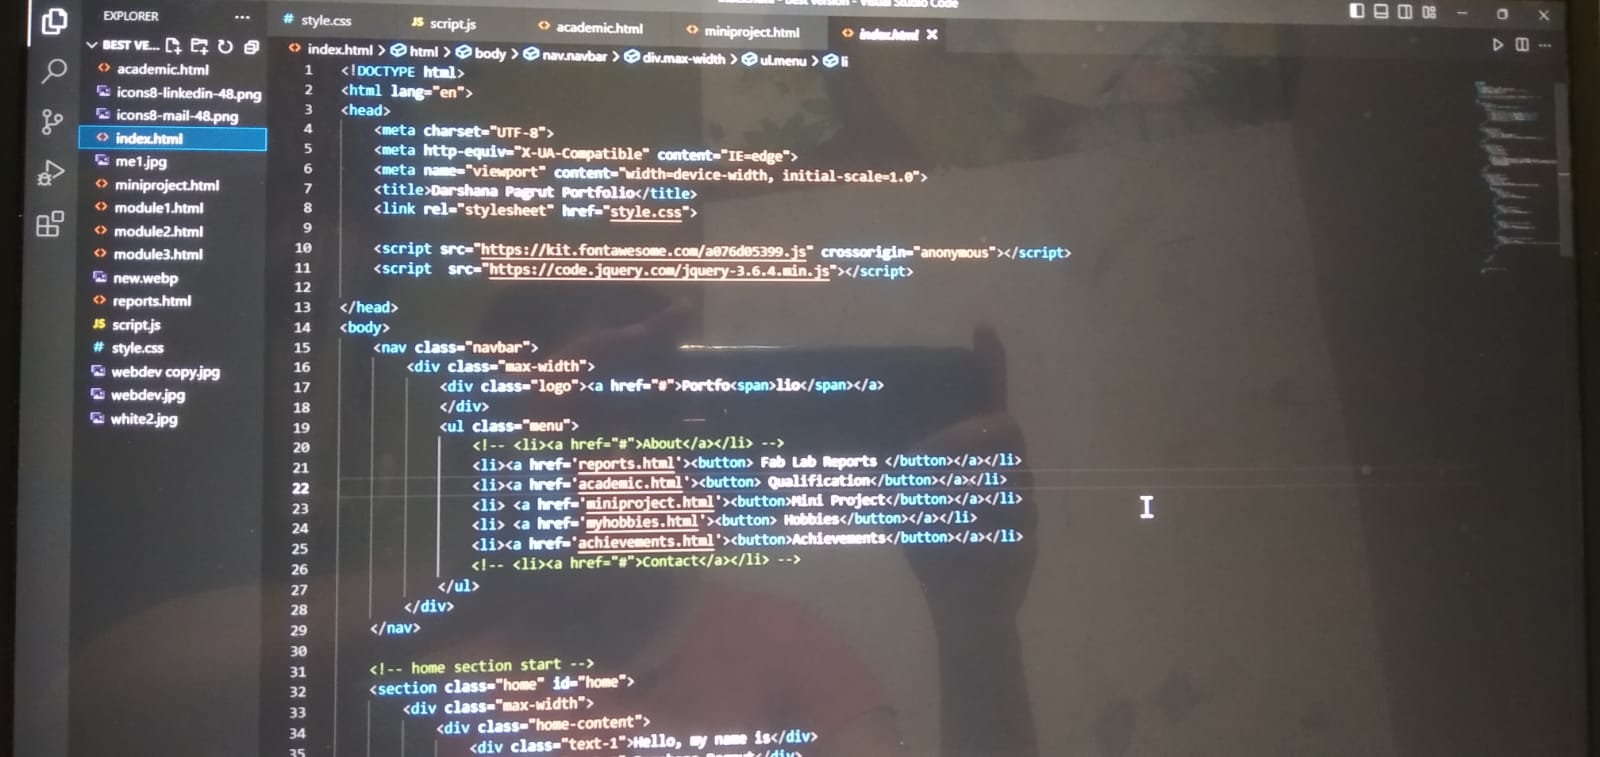 Visual Studio Code
EXPLORER
BEST VE...
academic.html
icons8-linkedin-48.png
icons8-mail-48.png
index.html
me1.jpg
miniproject.html
module1.html
module2.html
module3.html
new.webp
reports.html
JS script.js
# style.css
webdev copy.jpg
webdev.jpg
white2.jpg
# style.css JS script.js <> academic.html <> miniproject.html <> index.html
<> index.html > html > body > nav.navbar > div.max-width > ul.menu > li
1 <!DOCTYPE html>
2 <html lang="en">
3 <head>
4 <meta charset="UTF-8">
5 <meta http-equiv="X-UA-Compatible" content="IE=edge">
6 <meta name="viewport" content="width=device-width, initial-scale=1.0">
7 <title>Darshana Pagrut Portfolio</title>
8 <link rel="stylesheet" href="style.css">
9
10 <script src="https://kit.fontawesome.com/a076d05399.js" crossorigin="anonymous"></script>
11 <script src="https://code.jquery.com/jquery-3.6.4.min.js"></script>
12
13 </head>
14 <body>
15 <nav class="navbar">
16 <div class="max-width">
17 <div class="logo"><a href="#">Portfo<span>lio</span></a>
18 </div>
19 <ul class="menu">
20 <!-- <li><a href="#">About</a></li> -->
21 <li><a href='reports.html'><button> Fab Lab Reports </button></a></li>
22 <li><a href='academic.html'><button> Qualification</button></a></li>
23 <li> <a href='miniproject.html'><button>Mini Project</button></a></li>
24 <li> <a href='myhobbies.html'><button> Hobbies</button></a></li>
25 <li><a href='achievements.html'><button>Achievements</button></a></li>
26 <!-- <li><a href="#">Contact</a></li> -->
27 </ul>
28 </div>
29 </nav>
30
31 <!-- home section start -->
32 <section class="home" id="home">
33 <div class="max-width">
34 <div class="home-content">
35 <div class="text-1">Hello, my name is</div>